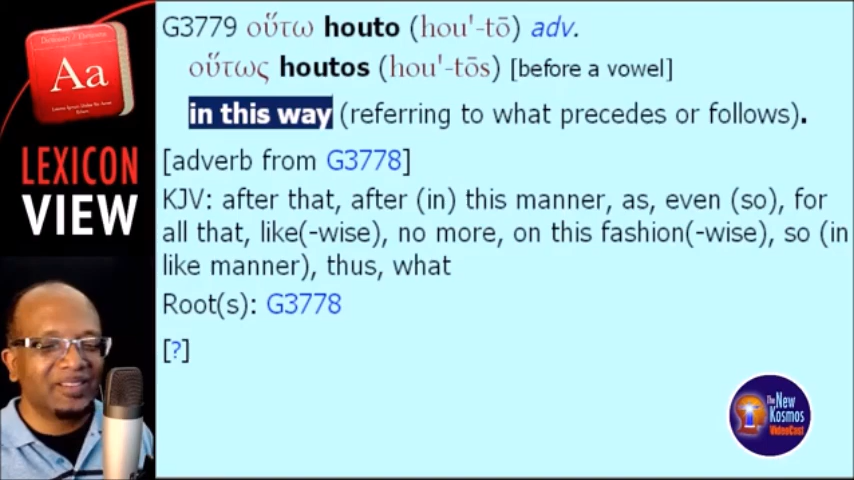 G3779 οὕτω houto (hou'-tō) adv.
οὕτως houtos (hou'-tōs) [before a vowel]
in this way (referring to what precedes or follows).
[adverb from G3778]
KJV: after that, after (in) this manner, as, even (so), for
all that, like(-wise), no more, on this fashion(-wise), so (in
like manner), thus, what
Root(s): G3778
[?]
Aa
LEXICON
VIEW
The New
Kosmos
VideoCast